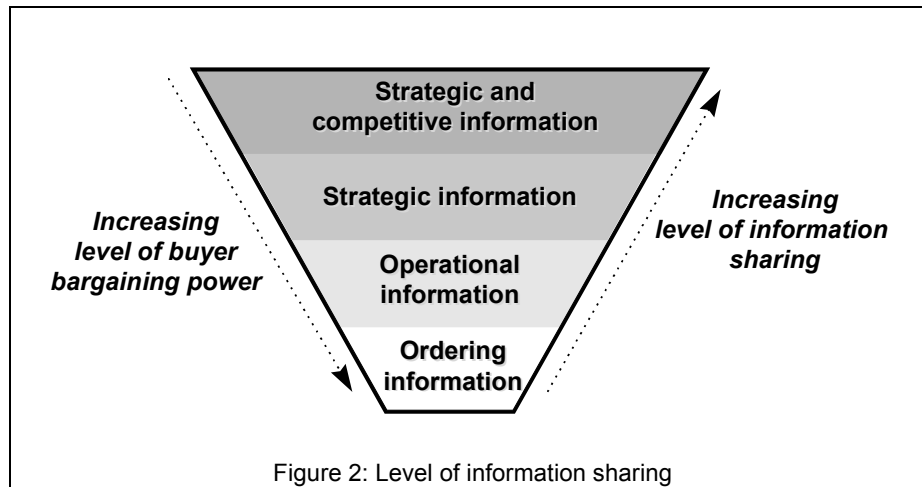 Strategic and
competitive information
Strategic information
Increasing
level of buyer
bargaining power
Increasing
level of information
sharing
Operational
information
Ordering
information
Figure 2: Level of information sharing